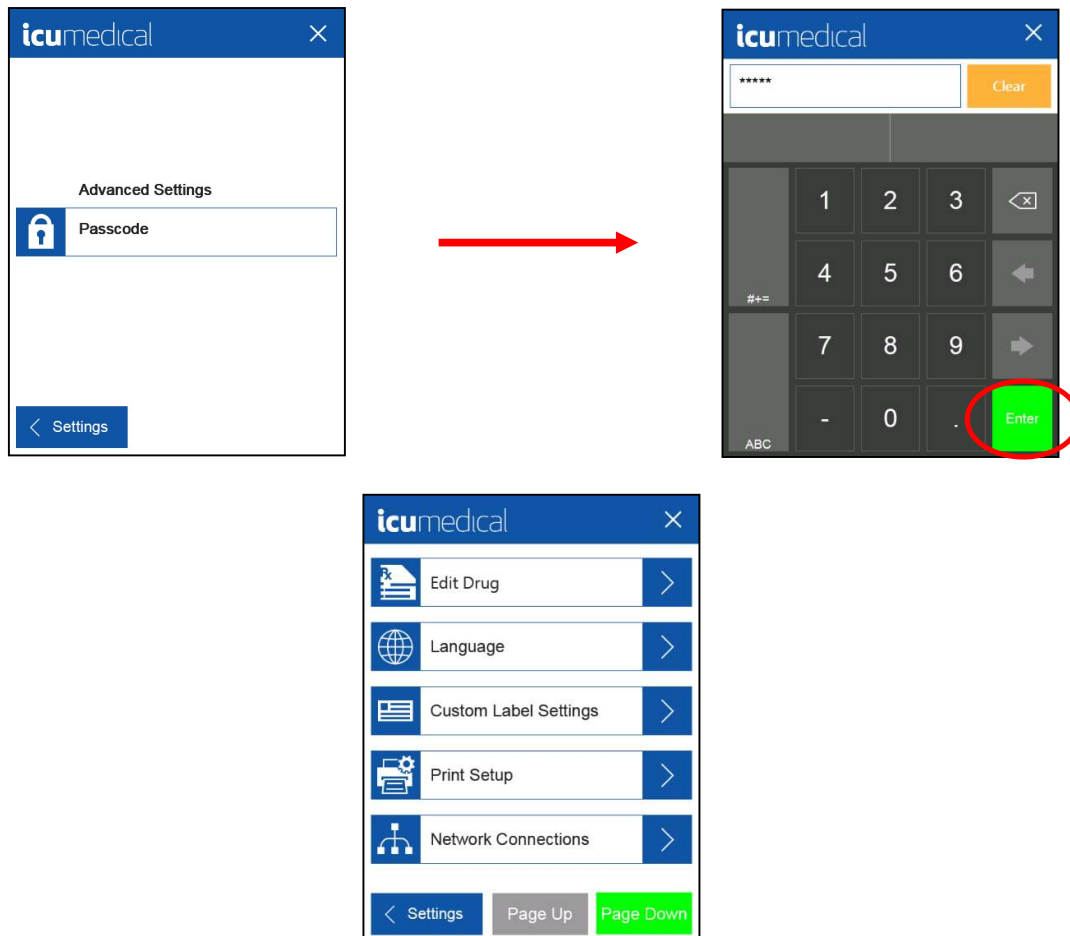 icumedical
Advanced Settings
Passcode
Settings
icumedical
*****
Clear
1 2 3
4 5 6
#+=
7 8 9
- 0 . Enter
ABC
icumedical
Rx
Edit Drug
Language
Custom Label Settings
Print Setup
Network Connections
Settings Page Up Page Down